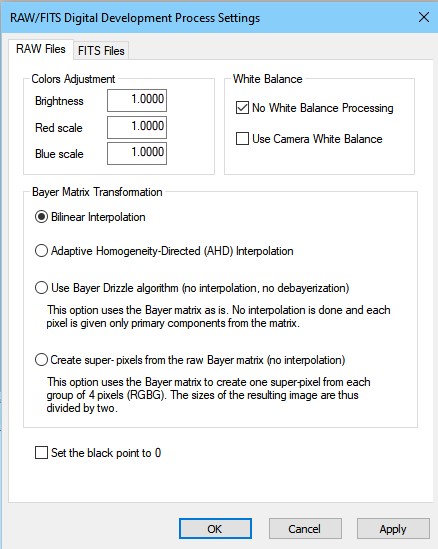 RAW/FITS Digital Development Process Settings
RAW Files
FITS Files
Colors Adjustment
Brightness 1.0000
Red scale 1.0000
Blue scale 1.0000
White Balance
No White Balance Processing
Use Camera White Balance
Bayer Matrix Transformation
Bilinear Interpolation
Adaptive Homogeneity-Directed (AHD) Interpolation
Use Bayer Drizzle algorithm (no interpolation, no debayerization)
This option uses the Bayer matrix as is. No interpolation is done and each
pixel is given only primary components from the matrix.
Create super- pixels from the raw Bayer matrix (no interpolation)
This option uses the Bayer matrix to create one super-pixel from each
group of 4 pixels (RGBG). The sizes of the resulting image are thus
divided by two.
Set the black point to 0
OK
Cancel
Apply